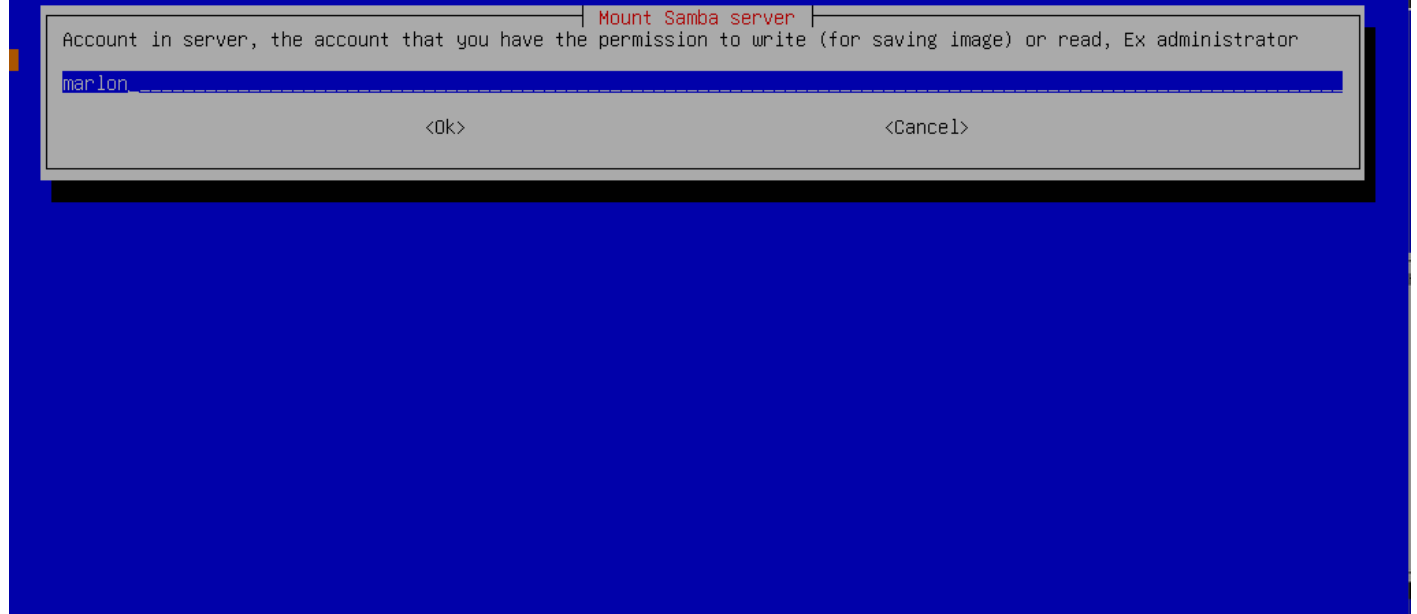 Mount Samba server
Account in server, the account that you have the permission to write (for saving image) or read, Ex administrator
marlon
<Ok> <Cancel>